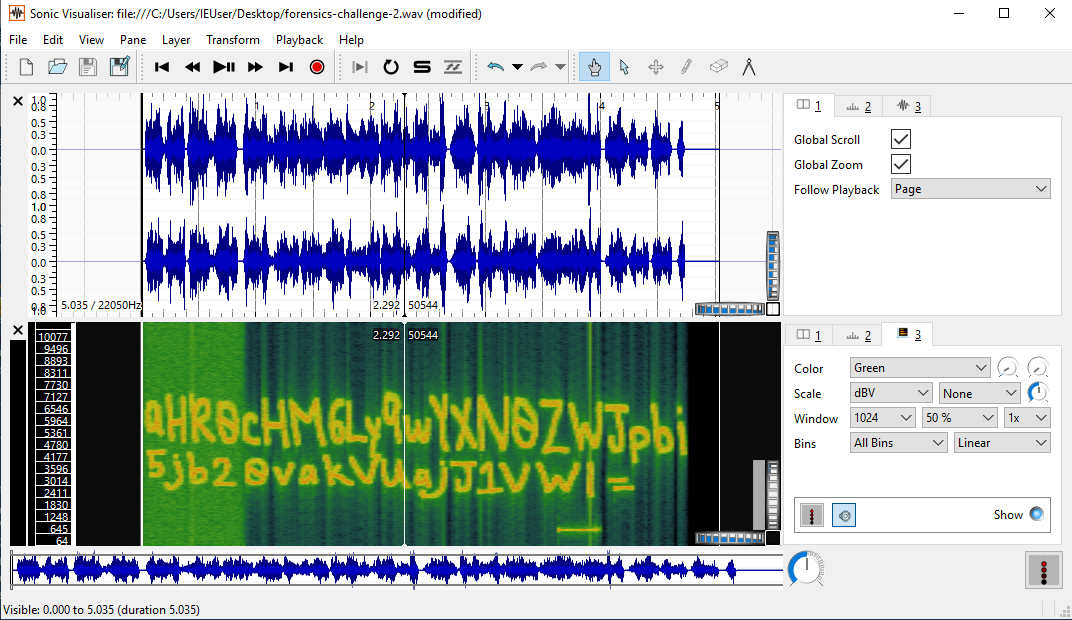 Sonic Visualiser: file:///C:/Users/IEUser/Desktop/forensics-challenge-2.wav (modified)
File Edit View Pane Layer Transform Playback Help
1.0
0.8
0.5
0.3
0.0
0.3
0.5
0.8
1.0
0.8
0.5
0.3
0.0
0.3
0.5
0.8
1.0
1 2 3 4 5
5.035 / 22050Hz
2.292 50544
1 2 3
Global Scroll
Global Zoom
Follow Playback Page
10077
9496
8893
8311
7730
7127
6546
5964
5361
4780
4177
3596
3014
2411
1830
1248
645
64
2.292 50544
aHR0cHM6Ly9wYXN0ZWJpbi
5jb20vakVUajJ1VWI=
1 2 3
Color Green
Scale dBV None
Window 1024 50 % 1x
Bins All Bins Linear
Show
Visible: 0.000 to 5.035 (duration 5.035)